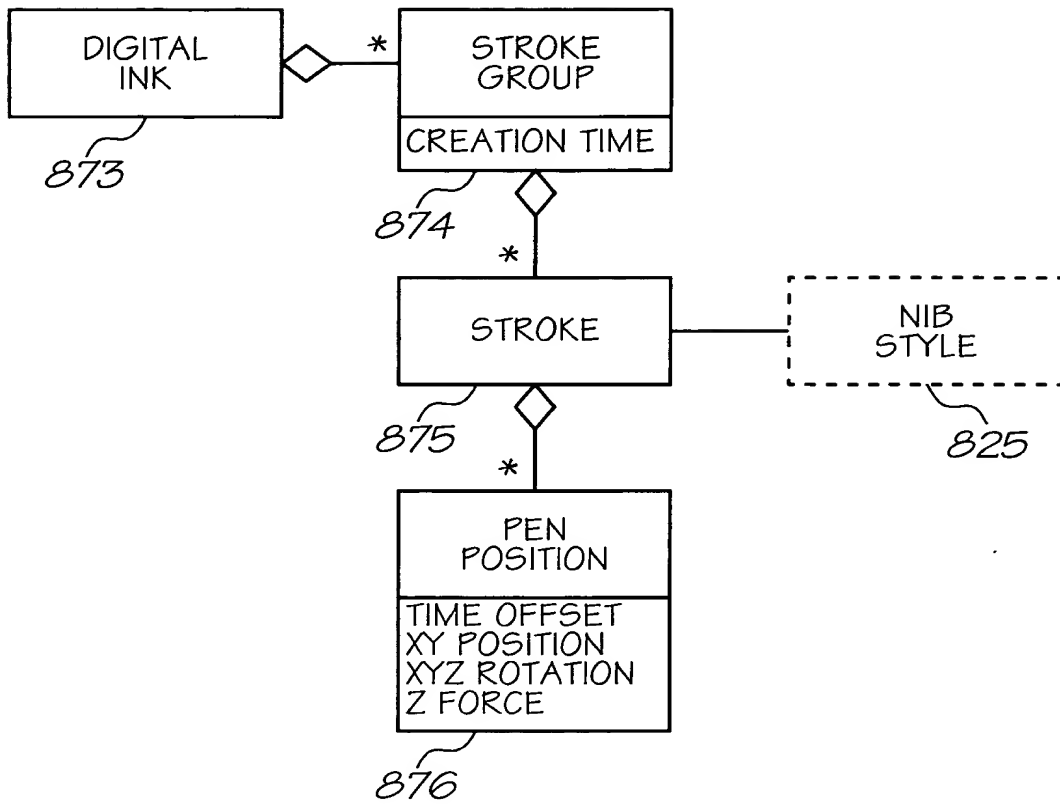 DIGITAL
INK
873
*
STROKE
GROUP
CREATION TIME
874
*
STROKE
875
NIB
STYLE
825
*
PEN
POSITION
TIME OFFSET
XY POSITION
XYZ ROTATION
Z FORCE
876